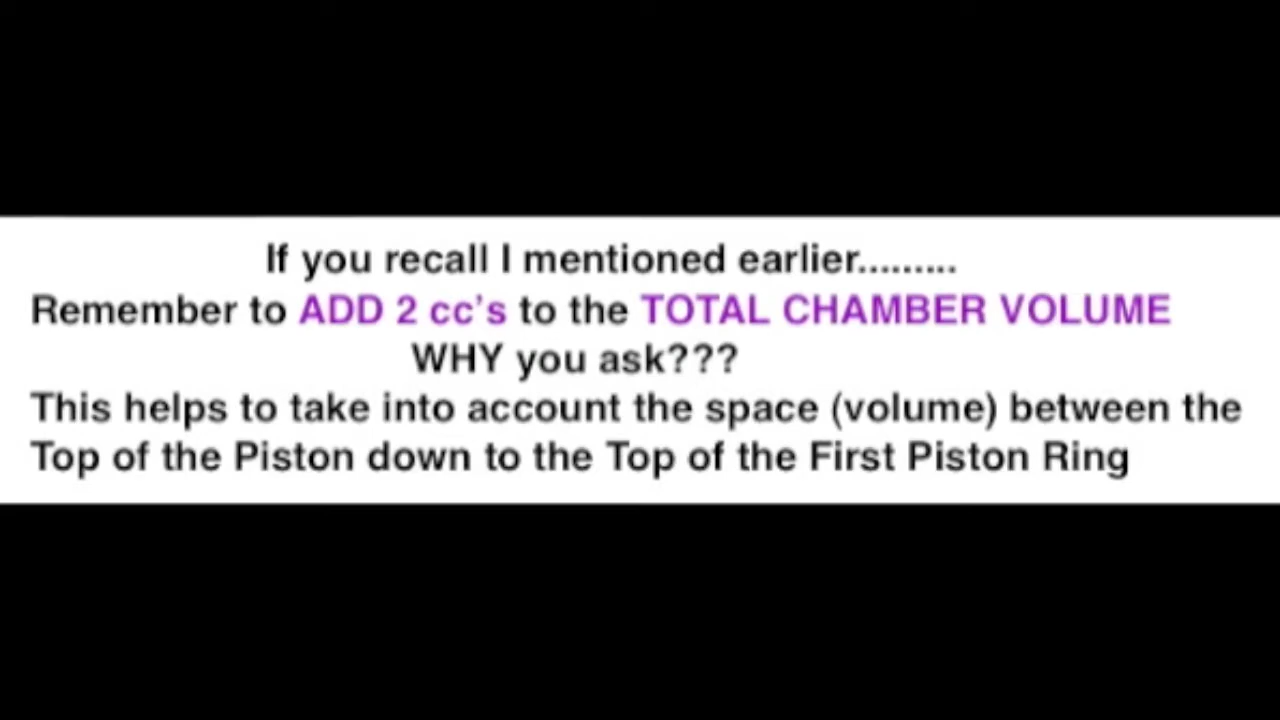 If you recall I mentioned earlier.........
Remember to ADD 2 cc's to the TOTAL CHAMBER VOLUME
WHY you ask???
This helps to take into account the space (volume) between the
Top of the Piston down to the Top of the First Piston Ring